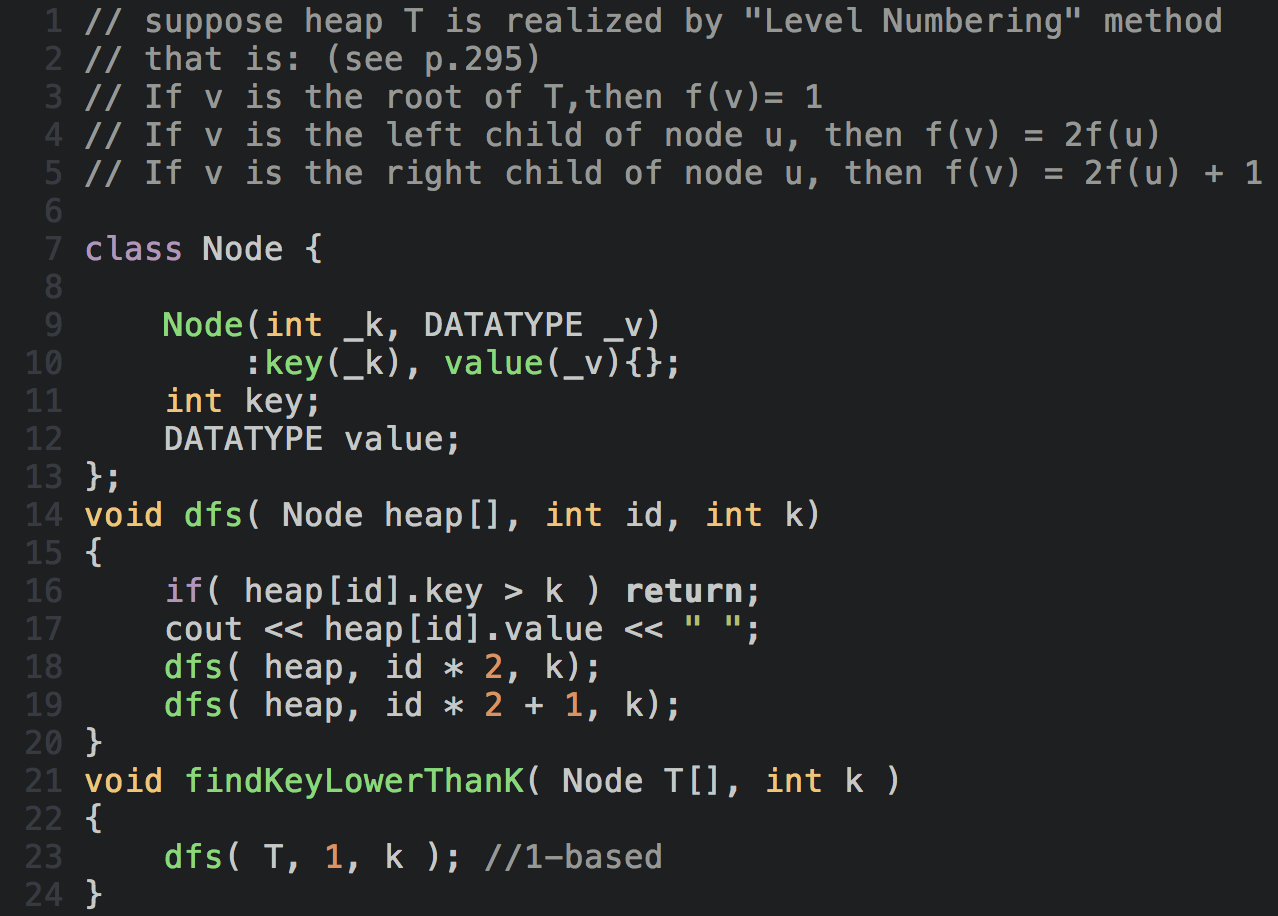 1 // suppose heap T is realized by "Level Numbering" method
2 // that is: (see p.295)
3 // If v is the root of T,then f(v)= 1
4 // If v is the left child of node u, then f(v) = 2f(u)
5 // If v is the right child of node u, then f(v) = 2f(u) + 1
6
7 class Node {
8
9     Node(int _k, DATATYPE _v)
10         :key(_k), value(_v){};
11     int key;
12     DATATYPE value;
13 };
14 void dfs( Node heap[], int id, int k)
15 {
16     if( heap[id].key > k ) return;
17     cout << heap[id].value << " ";
18     dfs( heap, id * 2, k);
19     dfs( heap, id * 2 + 1, k);
20 }
21 void findKeyLowerThanK( Node T[], int k )
22 {
23     dfs( T, 1, k ); //1-based
24 }